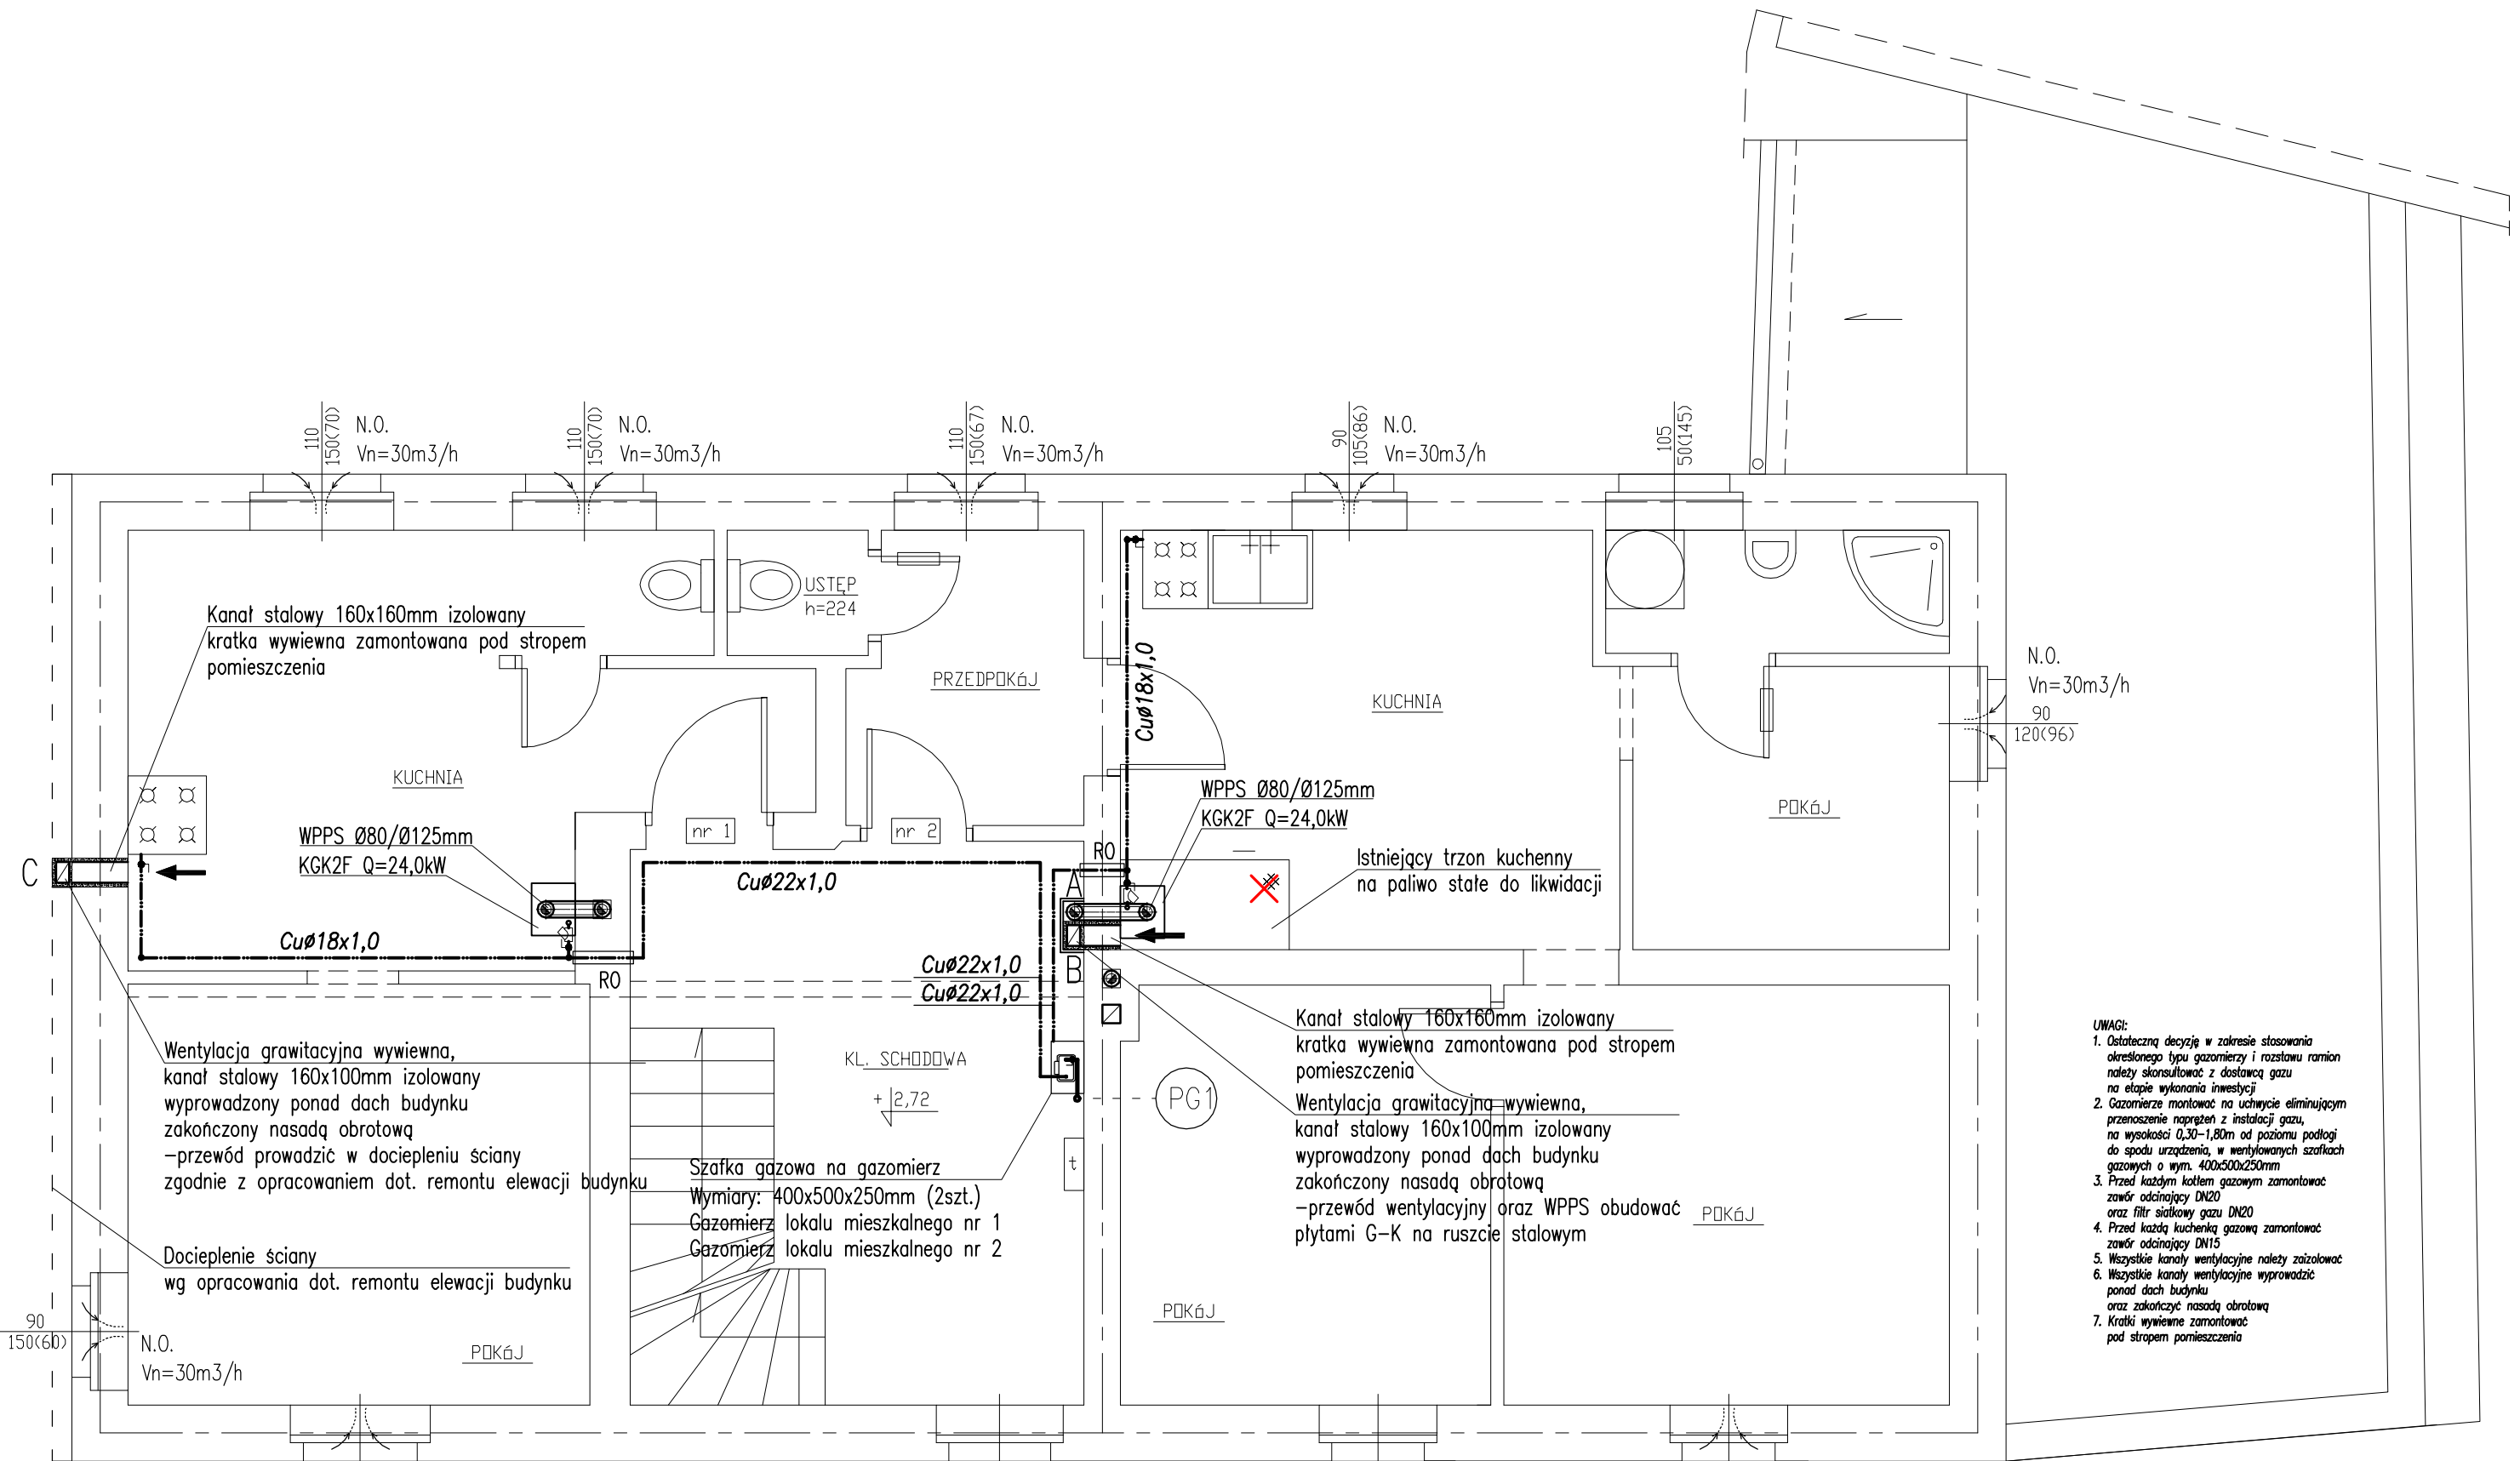 110
150(70)
N.O.
Vn=30m3/h
110
150(70)
N.O.
Vn=30m3/h
110
150(67)
N.O.
Vn=30m3/h
90
105(86)
N.O.
Vn=30m3/h
105
50(145)
USTĘP
h=224
Kanał stalowy 160x160mm izolowany
kratka wywiewna zamontowana pod stropem
pomieszczenia
PRZEDPOKóJ
Cuø18x1,0
KUCHNIA
N.O.
Vn=30m3/h
90
120(96)
KUCHNIA
WPPS Ø80/Ø125mm
KGK2F Q=24,0kW
POKóJ
WPPS Ø80/Ø125mm
KGK2F Q=24,0kW
nr 1
nr 2
RO
Istniejący trzon kuchenny
na paliwo stałe do likwidacji
C
Cuø22x1,0
A
Cuø18x1,0
RO
Cuø22x1,0
Cuø22x1,0
B
Wentylacja grawitacyjna wywiewna,
kanał stalowy 160x100mm izolowany
wyprowadzony ponad dach budynku
zakończony nasadą obrotową
-przewód prowadzić w dociepleniu ściany
zgodnie z opracowaniem dot. remontu elewacji budynku
KL. SCHODOWA
+ 2,72
PG1
t
Kanał stalowy 160x160mm izolowany
kratka wywiewna zamontowana pod stropem
pomieszczenia
Wentylacja grawitacyjna wywiewna,
kanał stalowy 160x100mm izolowany
wyprowadzony ponad dach budynku
zakończony nasadą obrotową
-przewód wentylacyjny oraz WPPS obudować
płytami G-K na ruszcie stalowym
Szafka gazowa na gazomierz
Wymiary: 400x500x250mm (2szt.)
Gazomierz lokalu mieszkalnego nr 1
Gazomierz lokalu mieszkalnego nr 2
Docieplenie ściany
wg opracowania dot. remontu elewacji budynku
90
150(60)
N.O.
Vn=30m3/h
POKóJ
POKóJ
POKóJ
UWAGI:
1. Ostateczną decyzję w zakresie stosowania
określonego typu gazomierzy i rozstawu ramion
należy skonsultować z dostawcą gazu
na etapie wykonania inwestycji
2. Gazomierze montować na uchwycie eliminującym
przenoszenie naprężeń z instalacji gazu,
na wysokości 0,30-1,80m od poziomu podłogi
do spodu urządzenia, w wentylowanych szafkach
gazowych o wym. 400x500x250mm
3. Przed każdym kotłem gazowym zamontować
zawór odcinający DN20
oraz filtr siatkowy gazu DN20
4. Przed każdą kuchenką gazową zamontować
zawór odcinający DN15
5. Wszystkie kanały wentylacyjne należy zaizolować
6. Wszystkie kanały wentylacyjne wyprowadzić
ponad dach budynku
oraz zakończyć nasadą obrotową
7. Kratki wywiewne zamontować
pod stropem pomieszczenia